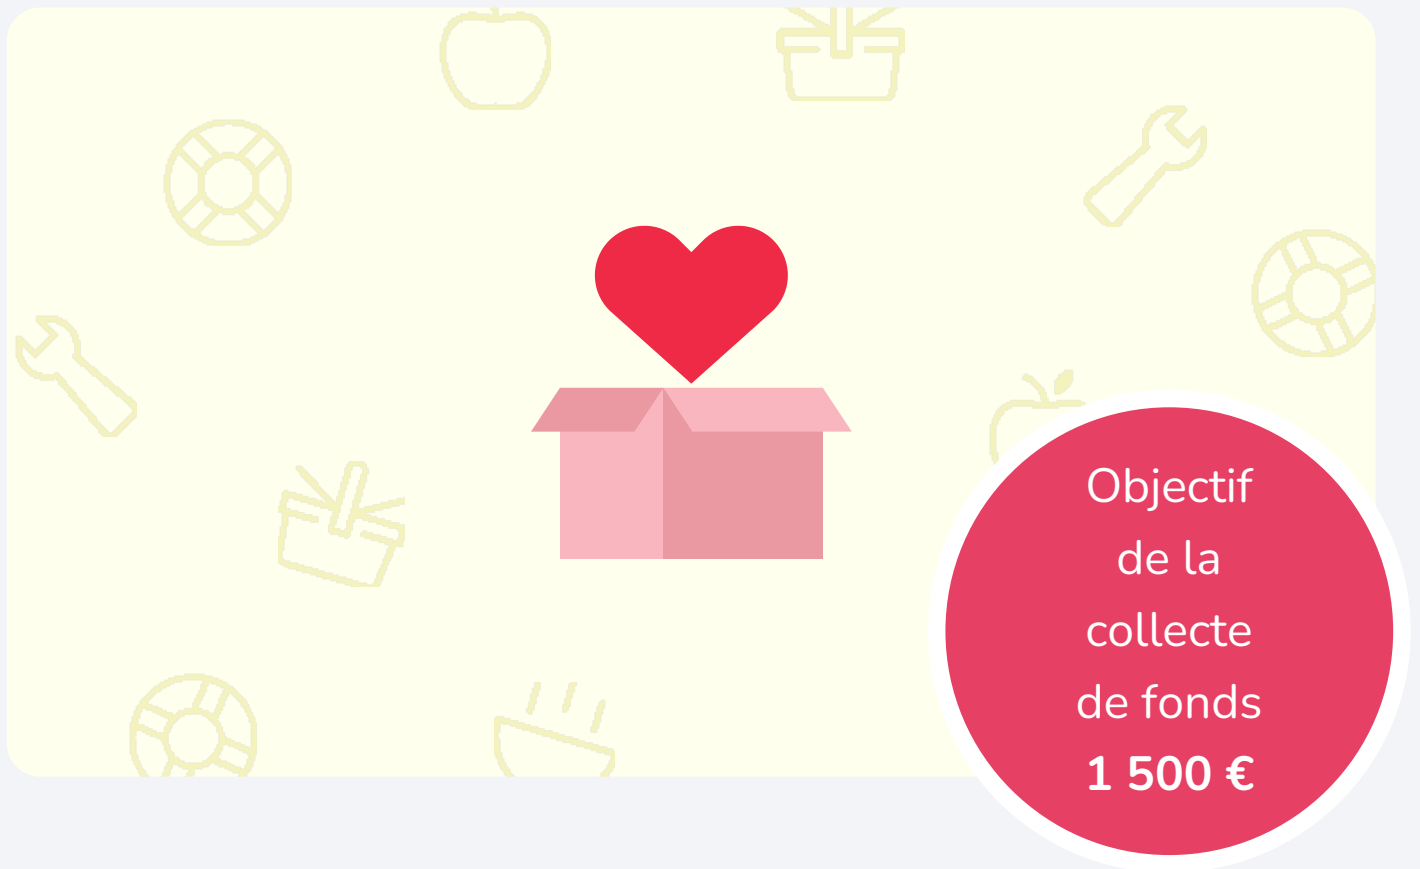 Objectif
de la
collecte
de fonds
1 500 €